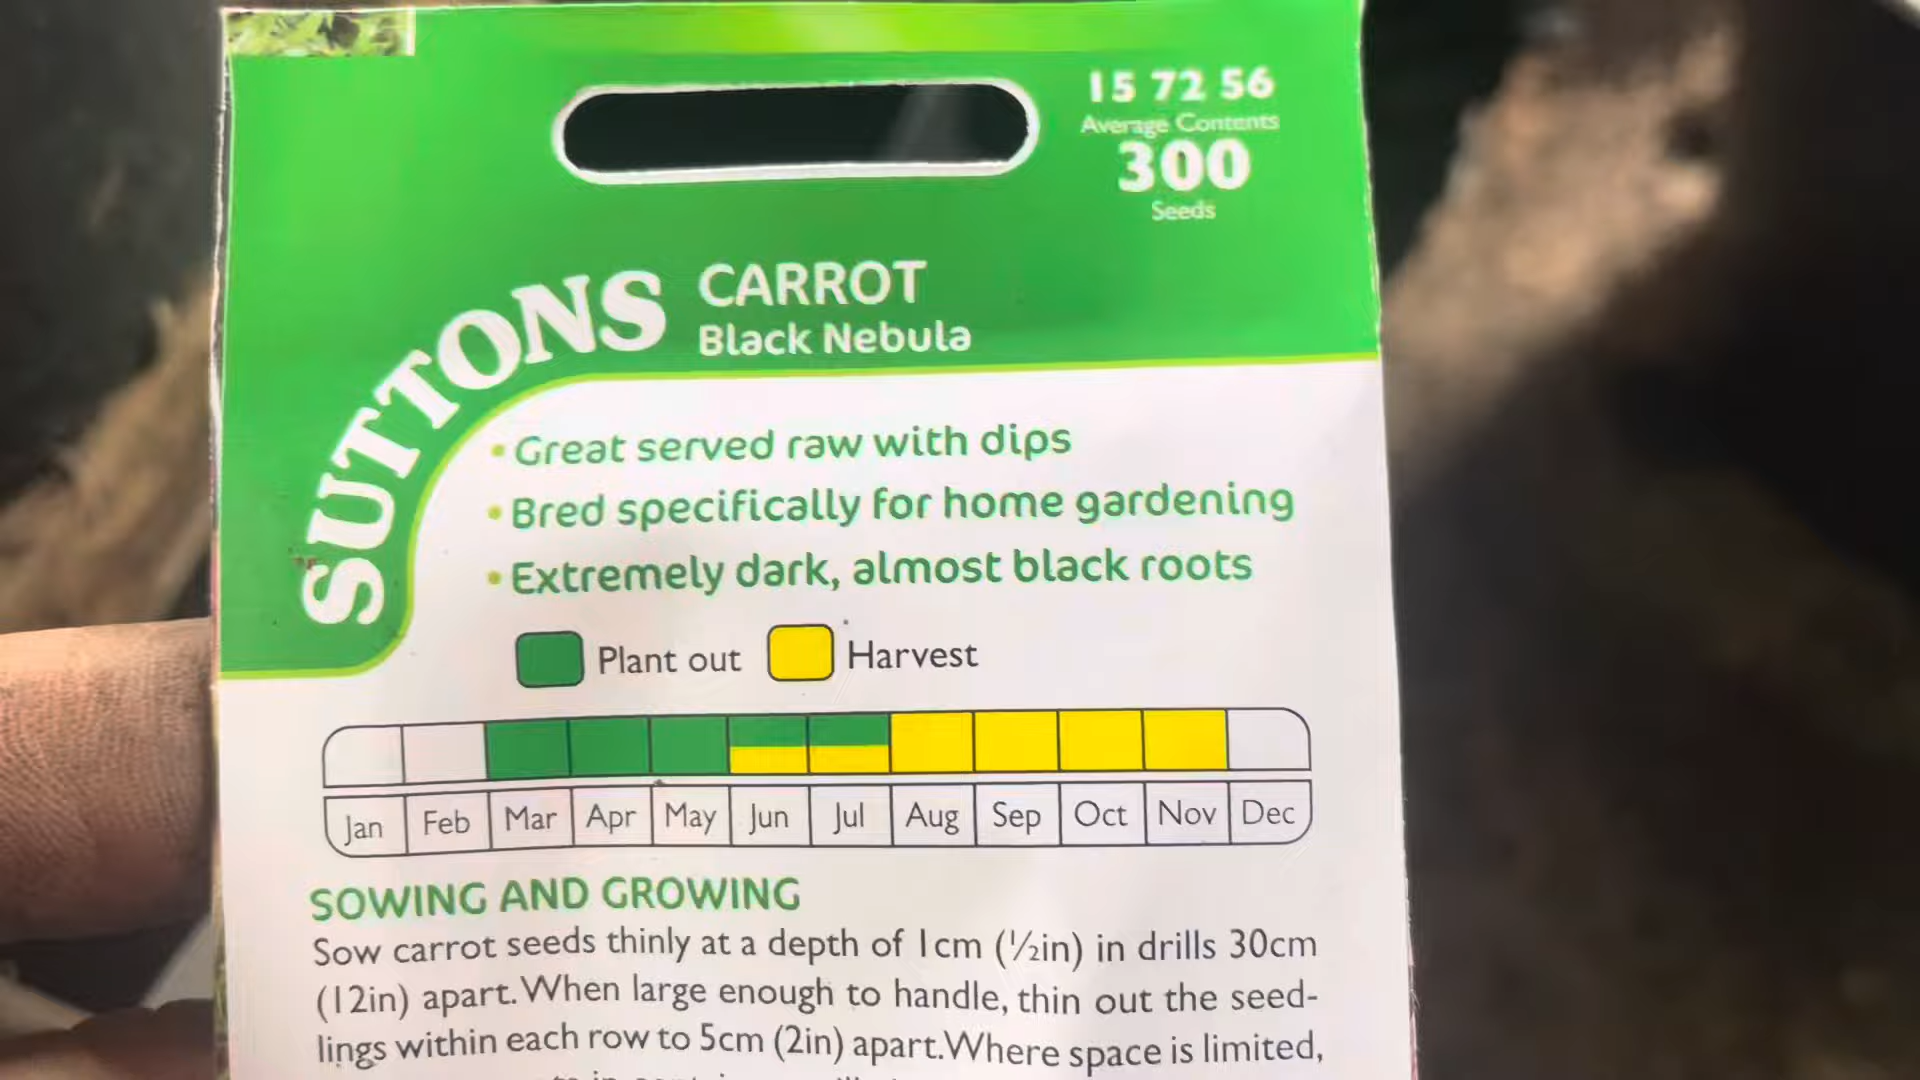 15 72 56
Average Contents
300
Seeds
SUTTONS
CARROT
Black Nebula
• Great served raw with dips
• Bred specifically for home gardening
• Extremely dark, almost black roots
Plant out Harvest
Jan Feb Mar Apr May Jun Jul Aug Sep Oct Nov Dec
SOWING AND GROWING
Sow carrot seeds thinly at a depth of 1cm (½in) in drills 30cm
(12in) apart. When large enough to handle, thin out the seed-
lings within each row to 5cm (2in) apart. Where space is limited,